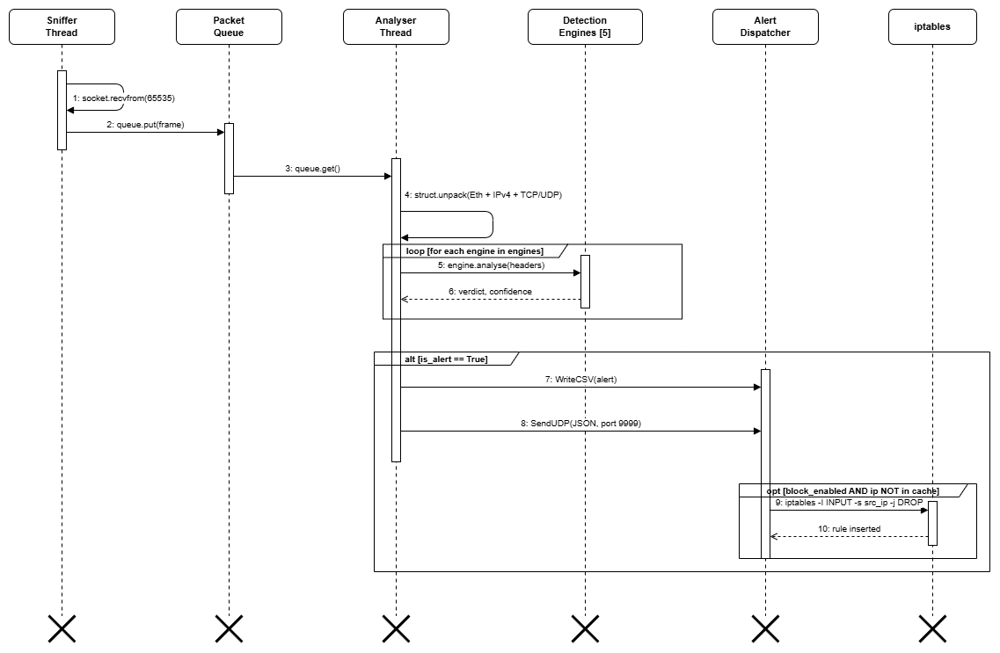 Sniffer
Thread
Packet
Queue
Analyser
Thread
Detection
Engines [5]
Alert
Dispatcher
iptables
1: socket.recvfrom(65535)
2: queue.put(frame)
3: queue.get()
4: struct.unpack(Eth + IPv4 + TCP/UDP)
loop [for each engine in engines]
5: engine.analyse(headers)
6: verdict, confidence
alt [is_alert == True]
7: WriteCSV(alert)
8: SendUDP(JSON, port 9999)
opt [block_enabled AND ip NOT in cache]
9: iptables -I INPUT -s src_ip -j DROP
10: rule inserted